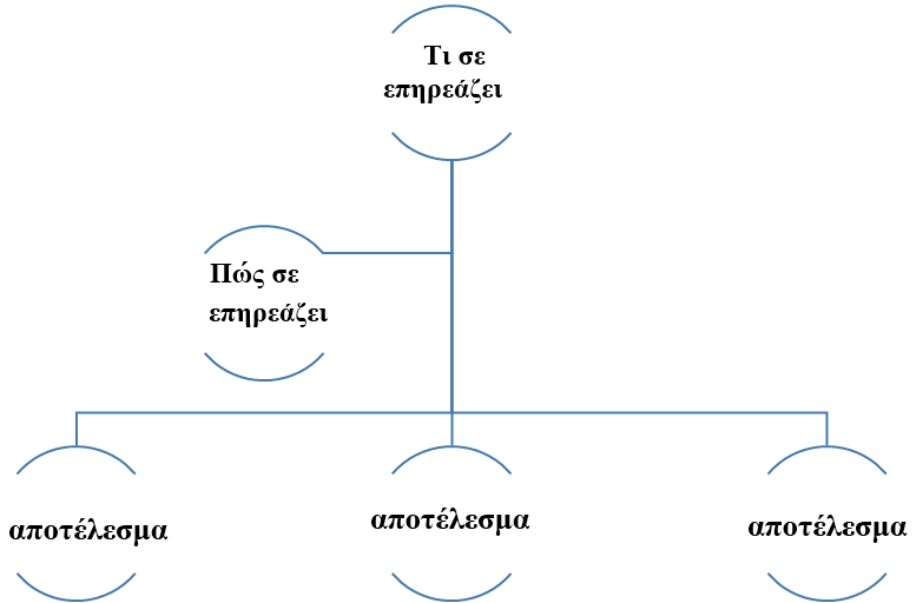 Τι σε
επηρεάζει
Πώς σε
επηρεάζει
αποτέλεσμα
αποτέλεσμα
αποτέλεσμα